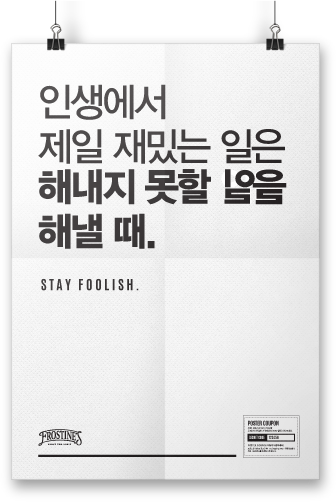 인생에서
제일 재밌는 일은
해내지 못할
해낼 때.
STAY FOOLISH.
FROSTINES
POSTER COUPON